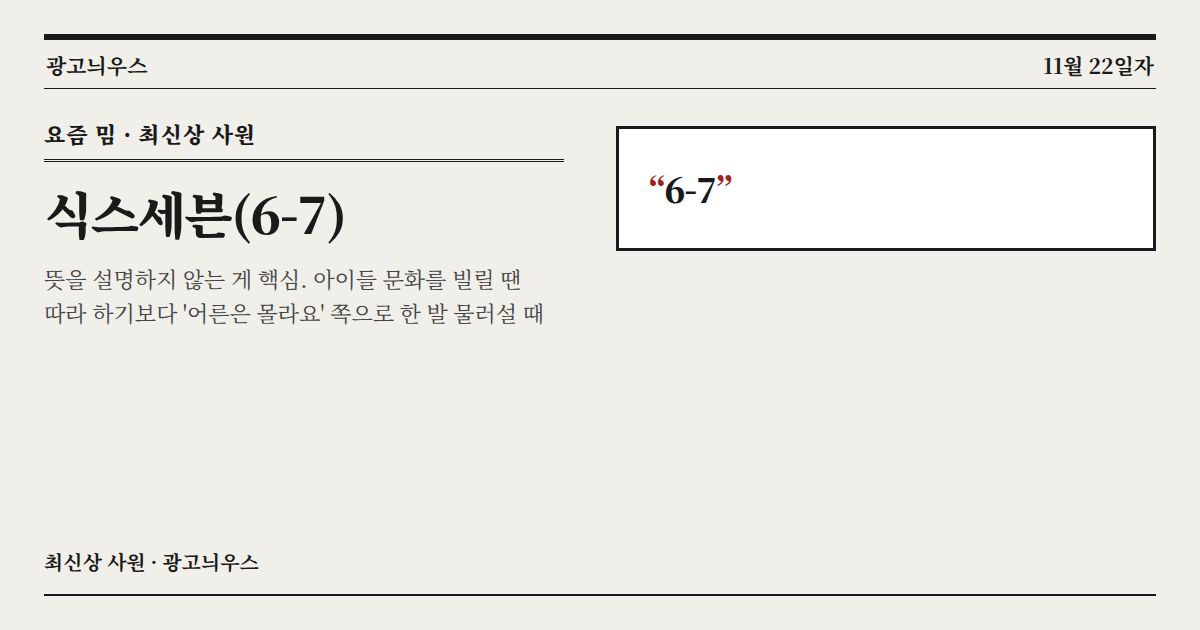 광고늬우스
11월 22일자
요즘 밈 · 최신상 사원
식스세븐(6-7)
뜻을 설명하지 않는 게 핵심. 아이들 문화를 빌릴 땐
따라 하기보다 '어른은 몰라요' 쪽으로 한 발 물러설 때
“6-7”
최신상 사원 · 광고늬우스